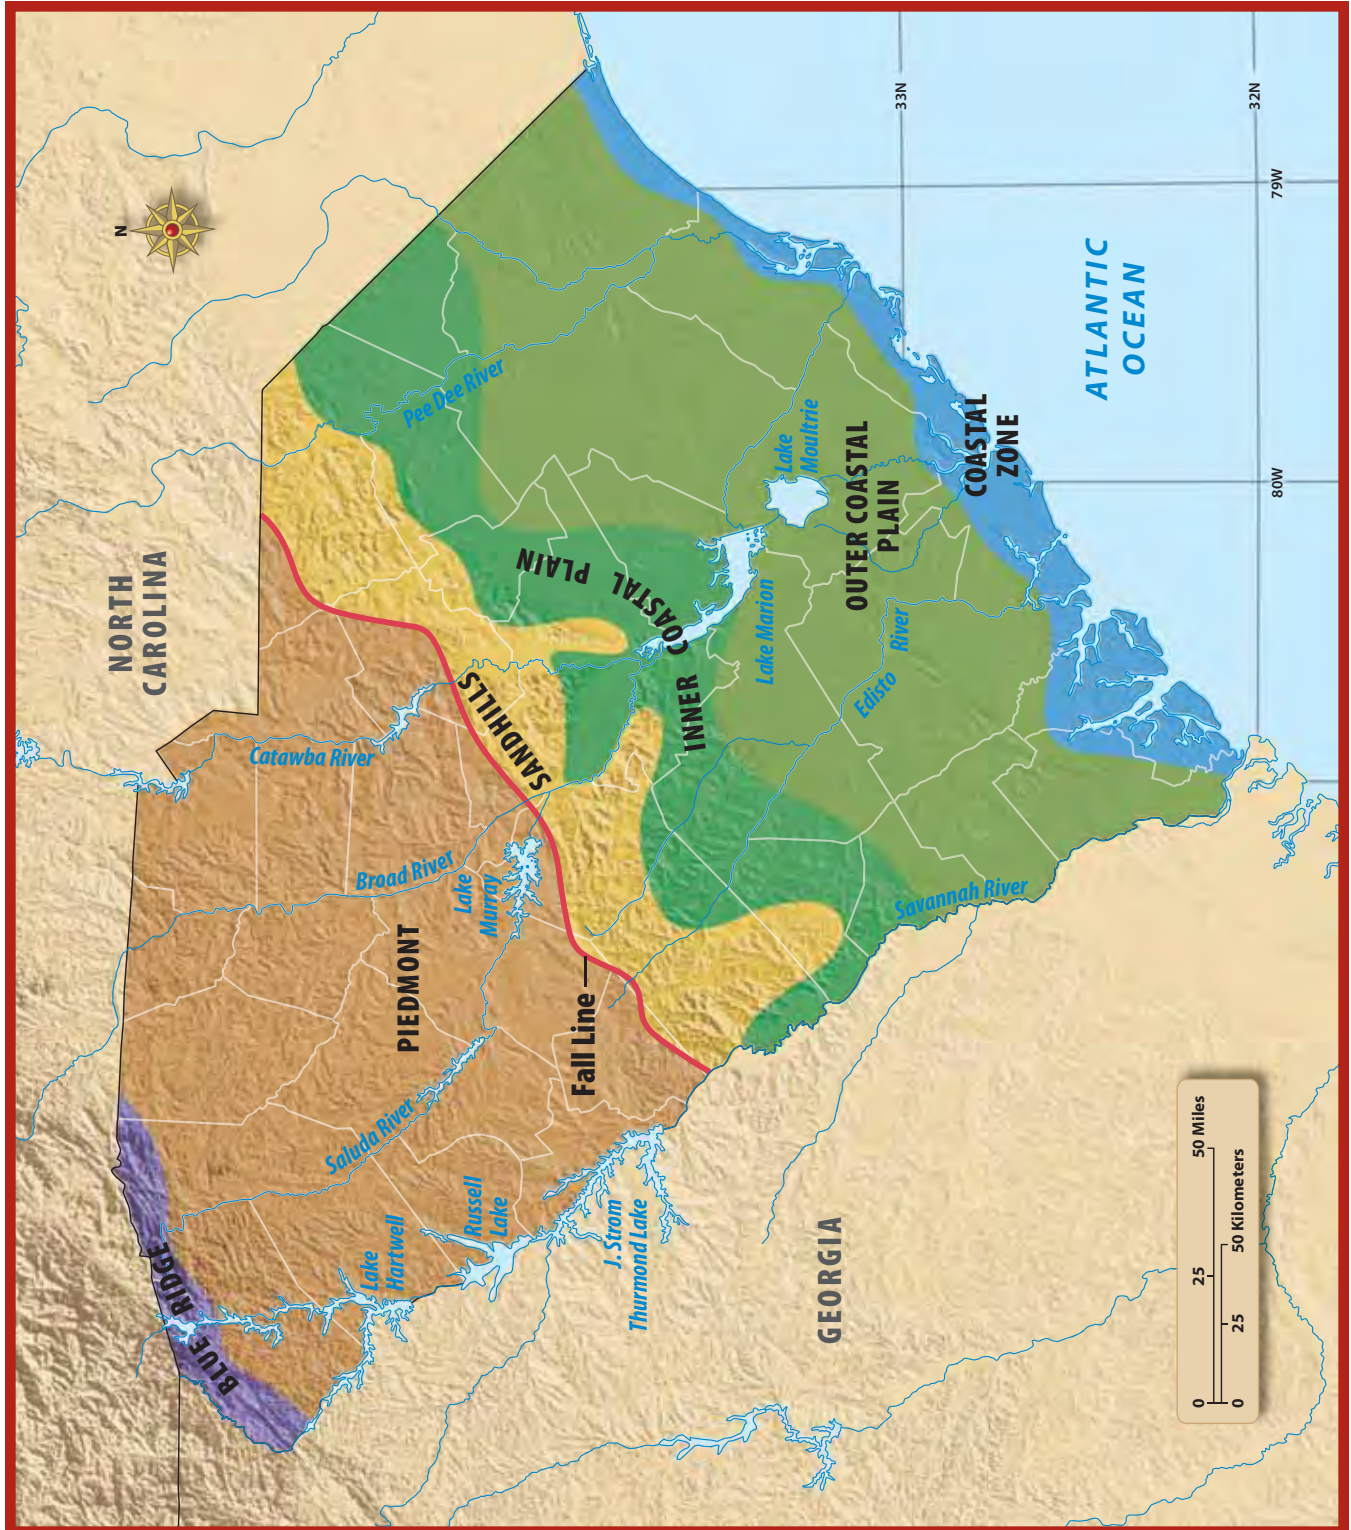 N
NORTH
CAROLINA
BLUE RIDGE
PIEDMONT
SANDHILLS
Fall Line
INNER COASTAL PLAIN
OUTER COASTAL
PLAIN
COASTAL
ZONE
ATLANTIC
OCEAN
GEORGIA
Catawba River
Broad River
Saluda River
Pee Dee River
Lake
Murray
Lake
Hartwell
Russell
Lake
J. Strom
Thurmond Lake
Lake Marion
Lake
Moultrie
Edisto
River
Savannah River
33N
32N
79W
80W
0 25 50 Miles
0 25 50 Kilometers